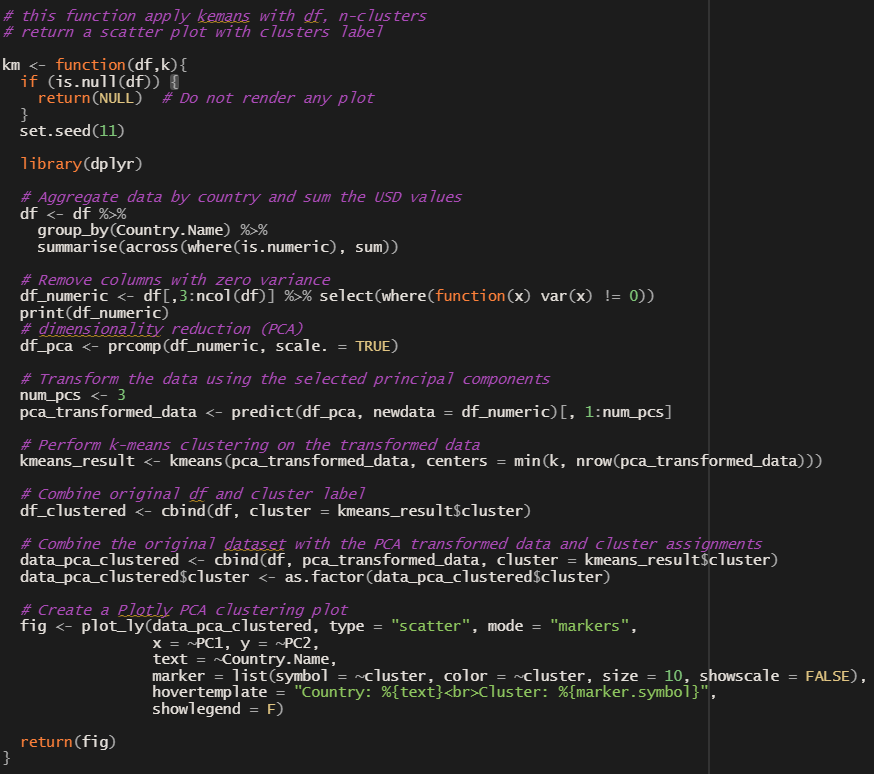 # this function apply kemans with df, n-clusters
# return a scatter plot with clusters label
km <- function(df,k){
if (is.null(df)) {
return(NULL)  # Do not render any plot
}
set.seed(11)
library(dplyr)
# Aggregate data by country and sum the USD values
df <- df %>%
group_by(Country.Name) %>%
summarise(across(where(is.numeric), sum))
# Remove columns with zero variance
df_numeric <- df[,3:ncol(df)] %>% select(where(function(x) var(x) != 0))
print(df_numeric)
# dimensionality reduction (PCA)
df_pca <- prcomp(df_numeric, scale. = TRUE)
# Transform the data using the selected principal components
num_pcs <- 3
pca_transformed_data <- predict(df_pca, newdata = df_numeric)[, 1:num_pcs]
# Perform k-means clustering on the transformed data
kmeans_result <- kmeans(pca_transformed_data, centers = min(k, nrow(pca_transformed_data)))
# Combine original df and cluster label
df_clustered <- cbind(df, cluster = kmeans_result$cluster)
# Combine the original dataset with the PCA transformed data and cluster assignments
data_pca_clustered <- cbind(df, pca_transformed_data, cluster = kmeans_result$cluster)
data_pca_clustered$cluster <- as.factor(data_pca_clustered$cluster)
# Create a Plotly PCA clustering plot
fig <- plot_ly(data_pca_clustered, type = "scatter", mode = "markers",
x = ~PC1, y = ~PC2,
text = ~Country.Name,
marker = list(symbol = ~cluster, color = ~cluster, size = 10, showscale = FALSE),
hovertemplate = "Country: %{text}<br>Cluster: %{marker.symbol}",
showlegend = F)
return(fig)
}